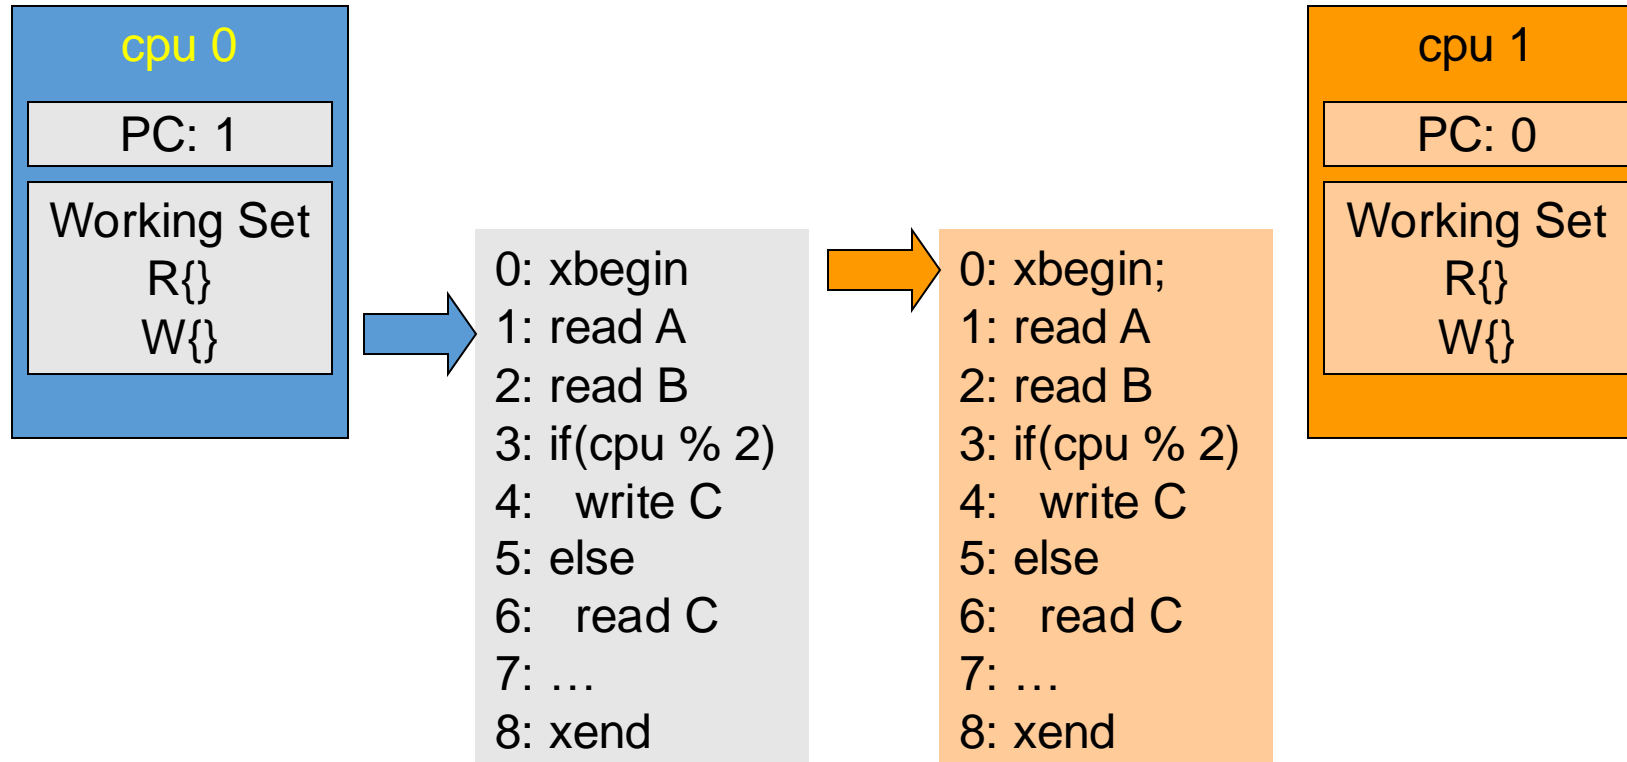 cpu 0
PC: 1
Working Set
R{}
W{}
0: xbegin
1: read A
2: read B
3: if(cpu % 2)
4:   write C
5: else
6:   read C
7: …
8: xend
0: xbegin;
1: read A
2: read B
3: if(cpu % 2)
4:   write C
5: else
6:   read C
7: …
8: xend
cpu 1
PC: 0
Working Set
R{}
W{}